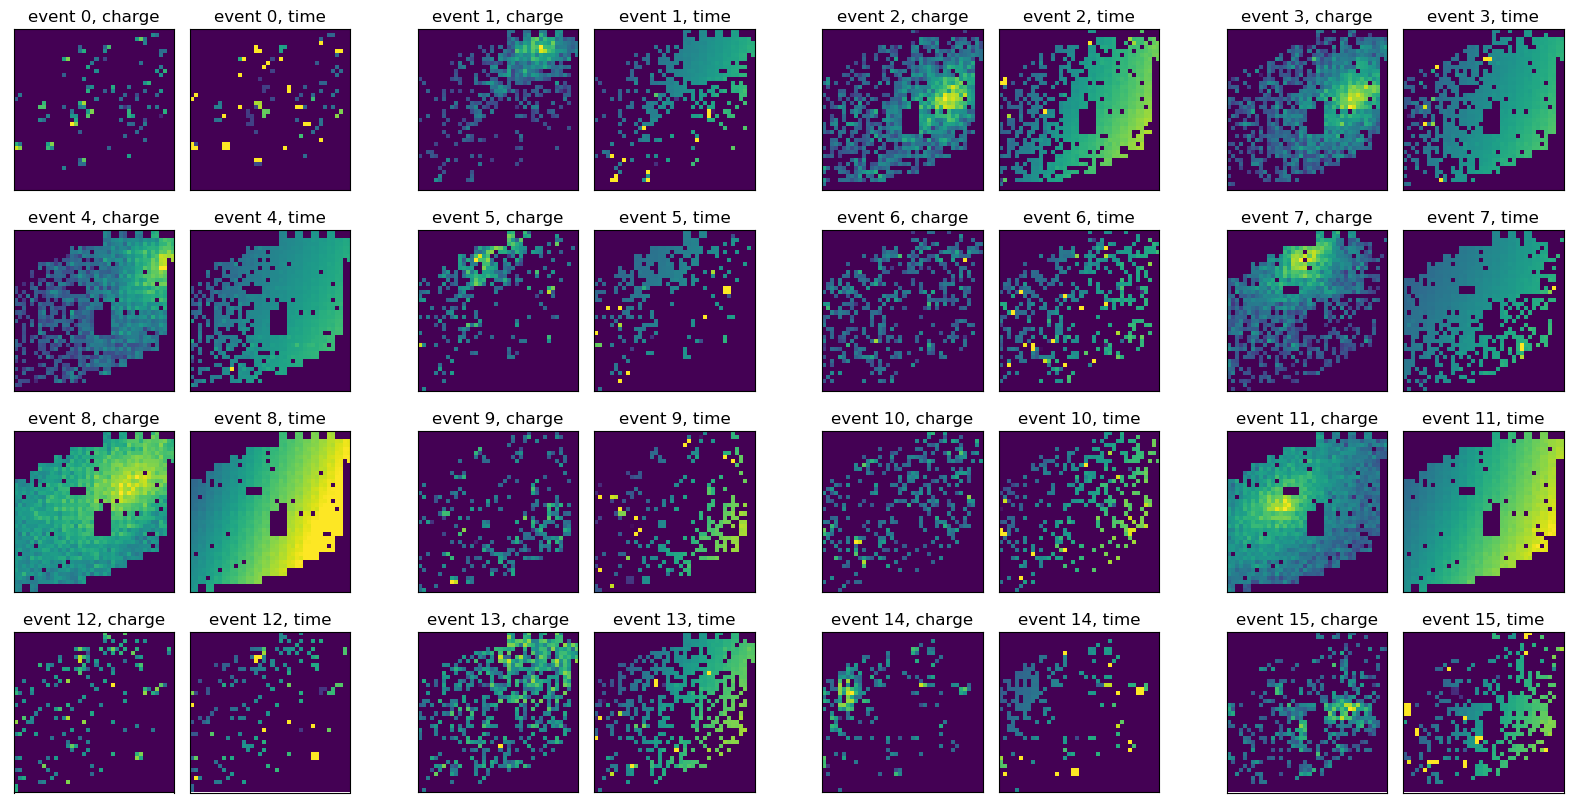 event 0, charge
event 0, time
event 1, charge
event 1, time
event 2, charge
event 2, time
event 3, charge
event 3, time
event 4, charge
event 4, time
event 5, charge
event 5, time
event 6, charge
event 6, time
event 7, charge
event 7, time
event 8, charge
event 8, time
event 9, charge
event 9, time
event 10, charge
event 10, time
event 11, charge
event 11, time
event 12, charge
event 12, time
event 13, charge
event 13, time
event 14, charge
event 14, time
event 15, charge
event 15, time